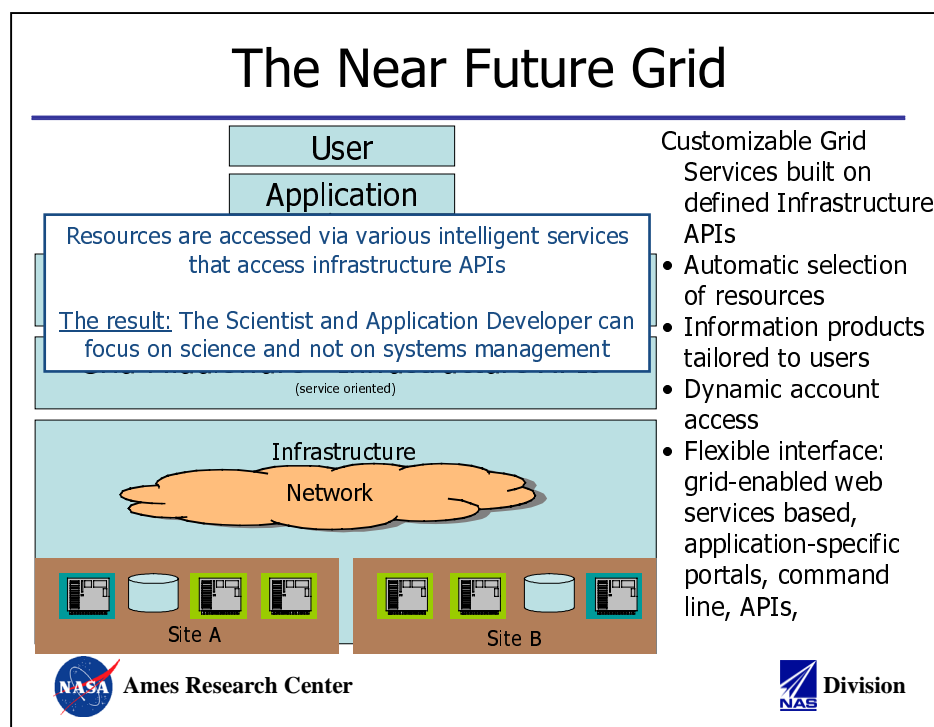 The Near Future Grid
User
Application
Resources are accessed via various intelligent services
that access infrastructure APIs
The result: The Scientist and Application Developer can
focus on science and not on systems management
(service oriented)
Infrastructure
Network
Site A
Site B
Customizable Grid
Services built on
defined Infrastructure
APIs
• Automatic selection
of resources
• Information products
tailored to users
• Dynamic account
access
• Flexible interface:
grid-enabled web
services based,
application-specific
portals, command
line, APIs,
NASA
Ames Research Center
NAS
Division